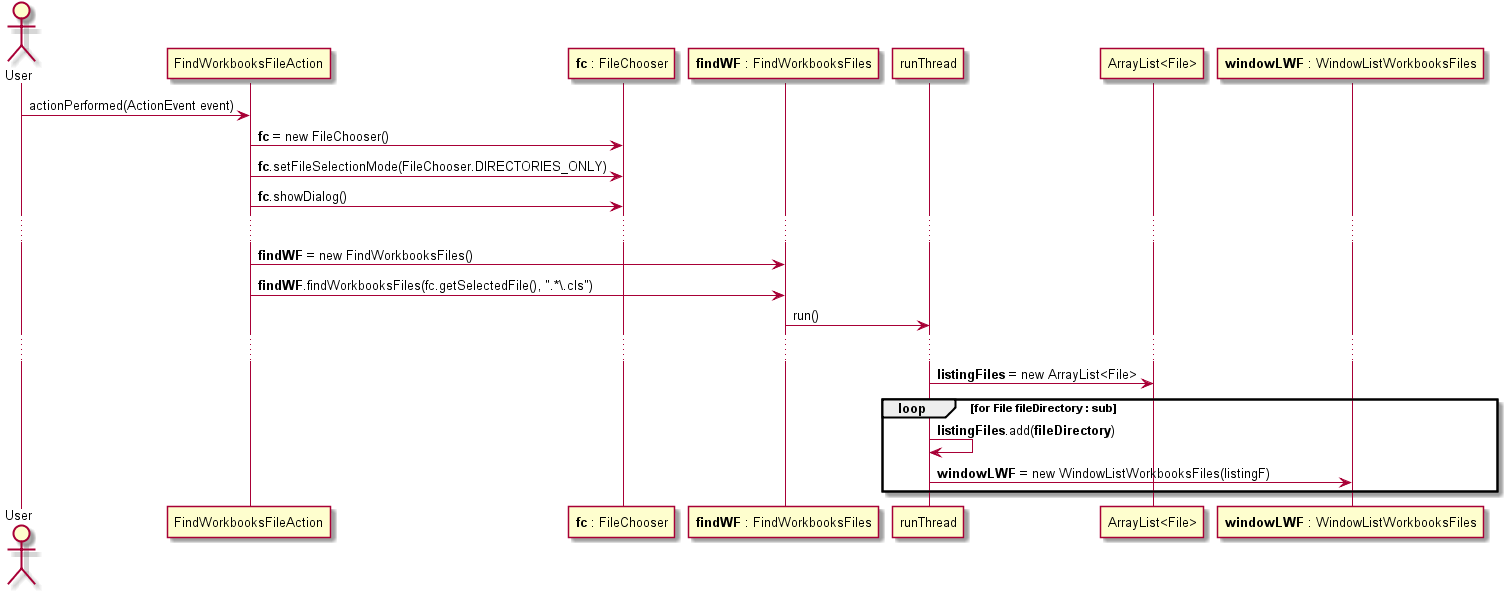 User
FindWorkbooksFileAction
fc : FileChooser
findWF : FindWorkbooksFiles
runThread
ArrayList<File>
windowLWF : WindowListWorkbooksFiles
actionPerformed(ActionEvent event)
fc = new FileChooser()
fc.setFileSelectionMode(FileChooser.DIRECTORIES_ONLY)
fc.showDialog()
findWF = new FindWorkbooksFiles()
findWF.findWorkbooksFiles(fc.getSelectedFile(), ".*\.cls")
run()
listingFiles = new ArrayList<File>
loop
[for File fileDirectory : sub]
listingFiles.add(fileDirectory)
windowLWF = new WindowListWorkbooksFiles(listingF)
User
FindWorkbooksFileAction
fc : FileChooser
findWF : FindWorkbooksFiles
runThread
ArrayList<File>
windowLWF : WindowListWorkbooksFiles